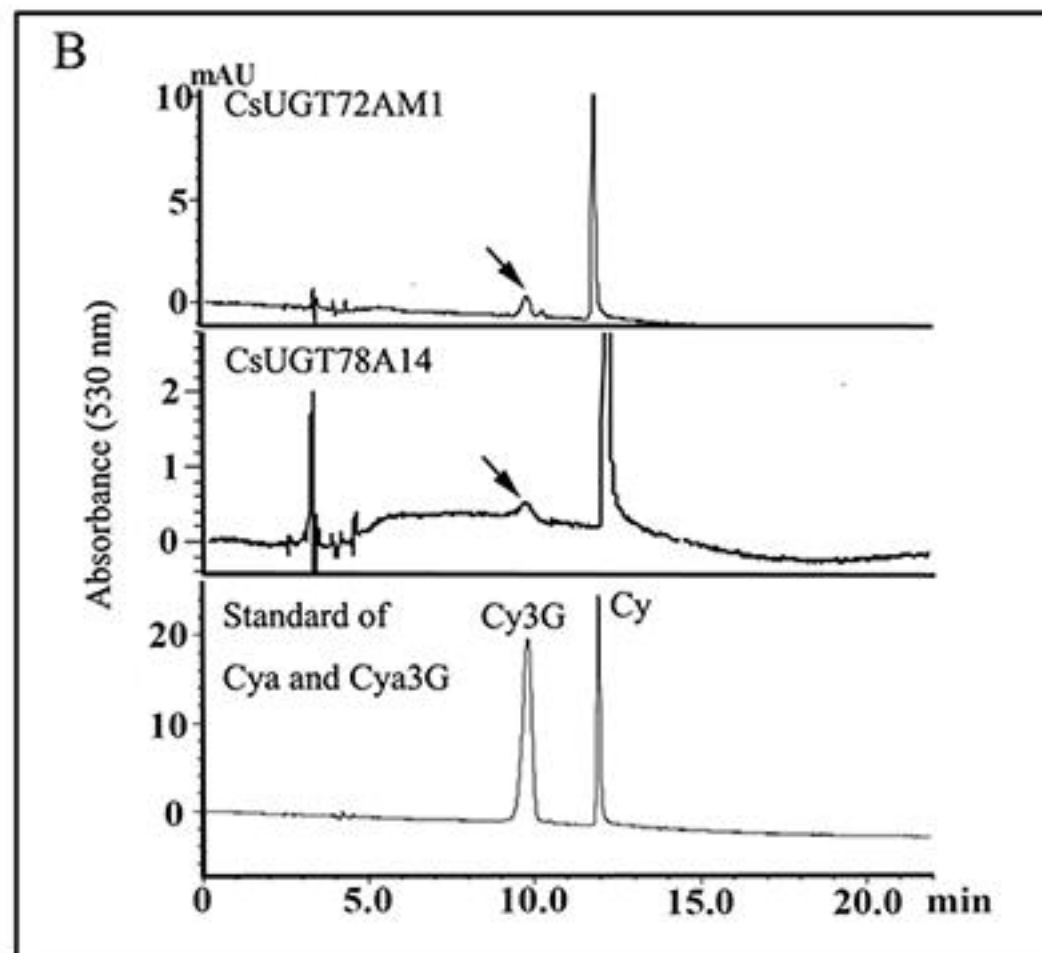 B
mAU
10
CsUGT72AM1
5
0
CsUGT78A14
2
1
0
Absorbance (530 nm)
Standard of
Cya and Cya3G
Cy3G
Cy
20
10
0
0 5.0 10.0 15.0 20.0 min